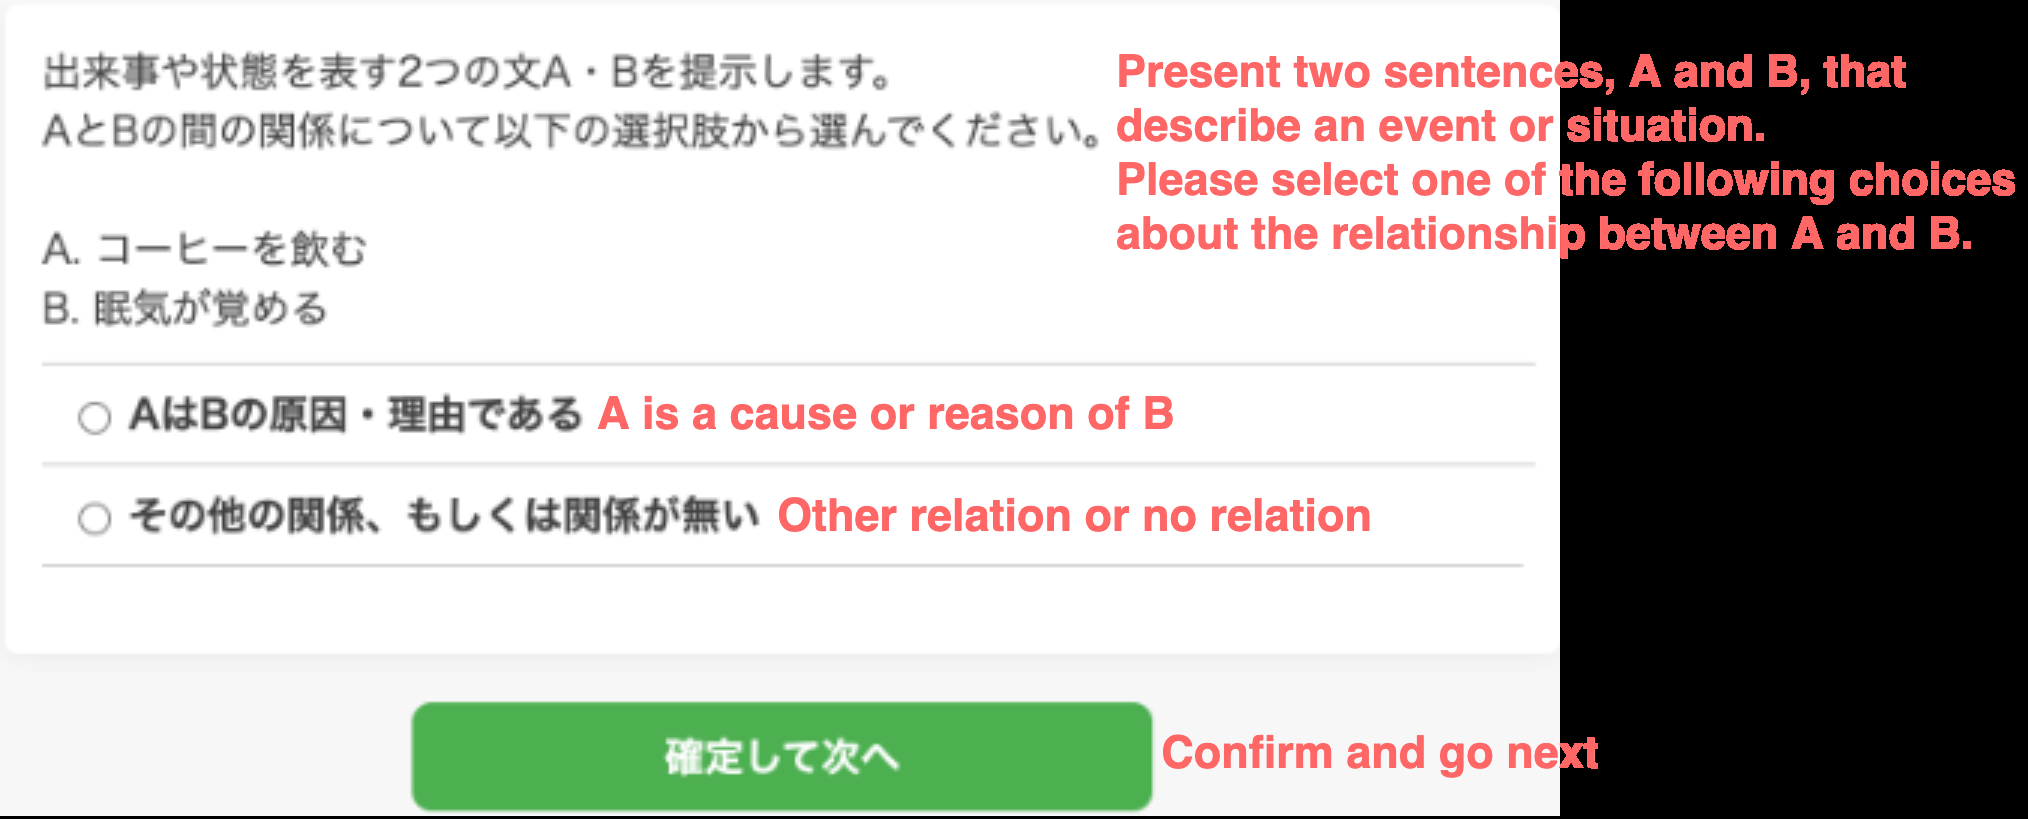 出来事や状態を表す2つの文A・Bを提示します。
AとBの間の関係について以下の選択肢から選んでください。
Present two sentences, A and B, that
describe an event or situation.
Please select one of the following choices
about the relationship between A and B.
A. コーヒーを飲む
B. 眠気が覚める
AはBの原因・理由である A is a cause or reason of B
その他の関係、もしくは関係が無い Other relation or no relation
確定して次へ Confirm and go next